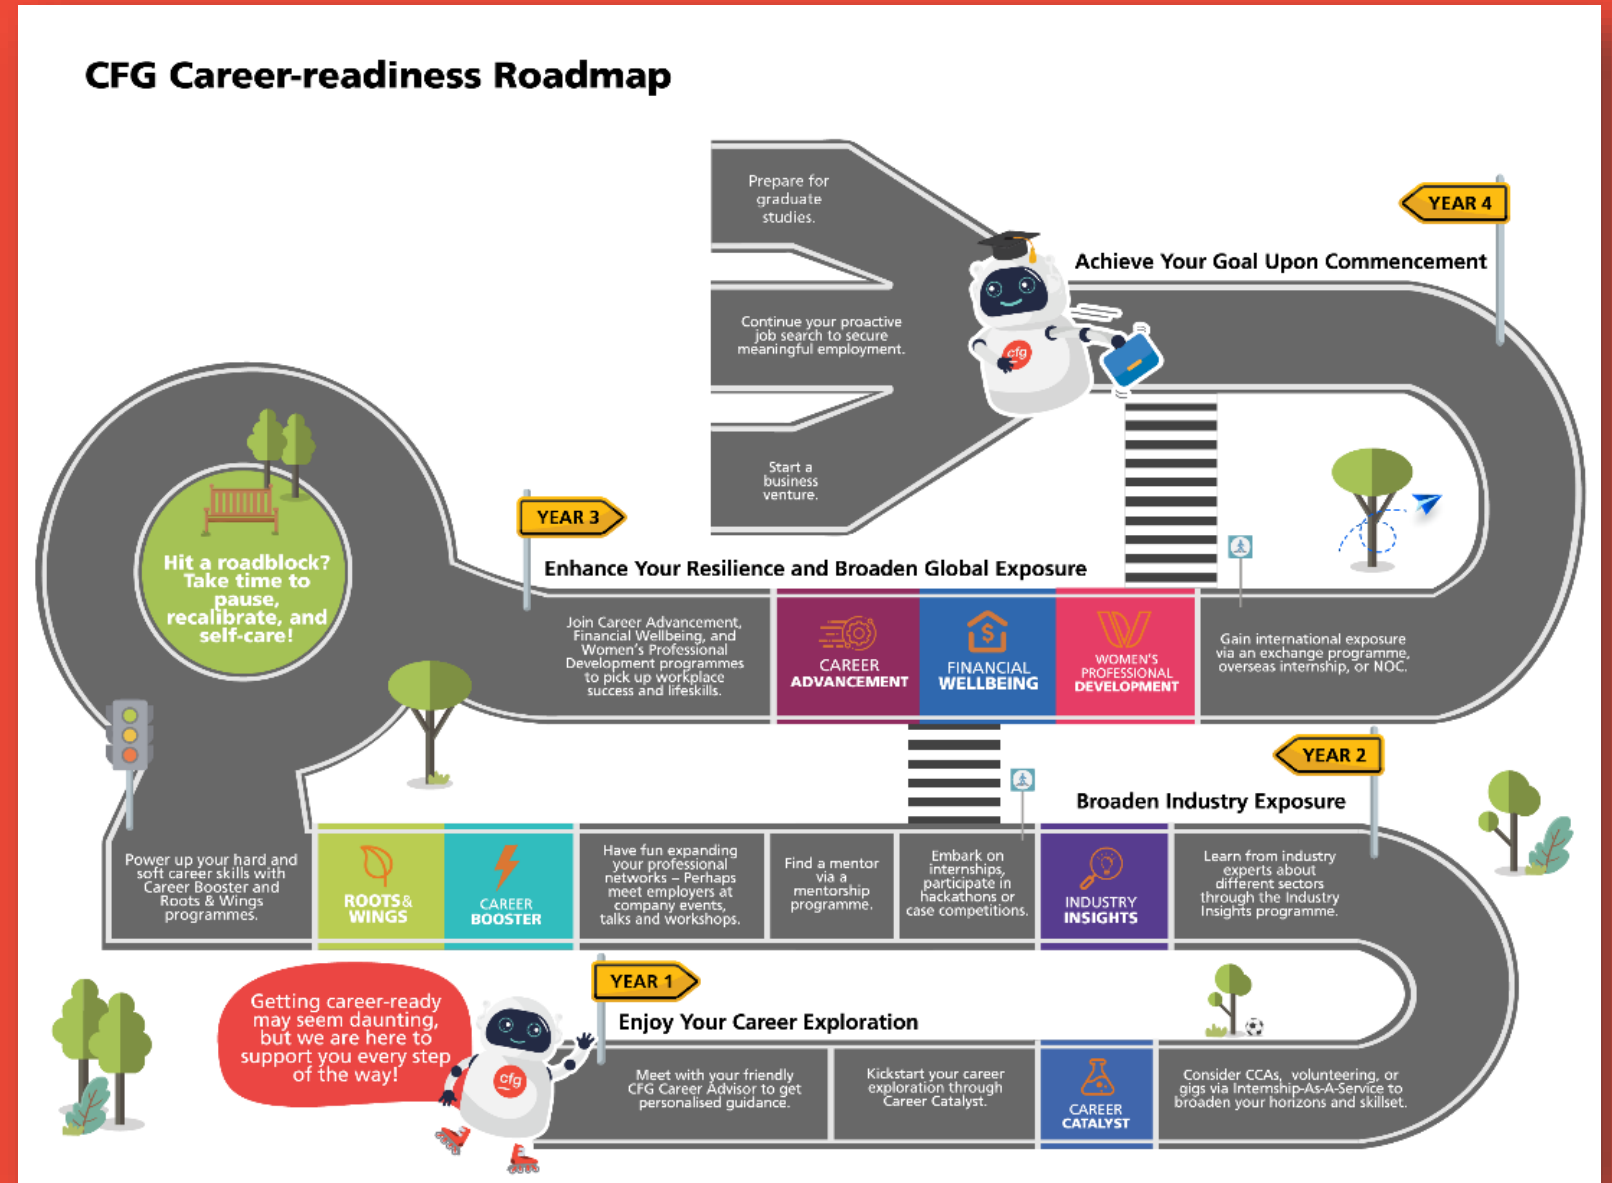 CFG Career-readiness Roadmap
YEAR 4
Achieve Your Goal Upon Commencement
Prepare for
graduate
studies.
Continue your proactive
job search to secure
meaningful employment.
Start a
business
venture.
cfg
Hit a roadblock?
Take time to
pause,
recalibrate, and
self-care!
YEAR 3
Enhance Your Resilience and Broaden Global Exposure
Join Career Advancement,
Financial Wellbeing, and
Women's Professional
Development programmes
to pick up workplace
success and lifeskills.
CAREER
ADVANCEMENT
$
FINANCIAL
WELLBEING
WOMEN'S
PROFESSIONAL
DEVELOPMENT
Gain international exposure
via an exchange programme,
overseas internship, or NOC.
YEAR 2
Broaden Industry Exposure
Power up your hard and
soft career skills with
Career Booster and
Roots & Wings
programmes.
ROOTS&
WINGS
CAREER
BOOSTER
Have fun expanding
your professional
networks – Perhaps
meet employers at
company events,
talks and workshops.
Find a mentor
via a
mentorship
programme.
Embark on
internships,
participate in
hackathons or
case competitions.
INDUSTRY
INSIGHTS
Learn from industry
experts about
different sectors
through the Industry
Insights programme.
Getting career-ready
may seem daunting,
but we are here to
support you every step
of the way!
cfg
YEAR 1
Enjoy Your Career Exploration
Meet with your friendly
CFG Career Advisor to get
personalised guidance.
Kickstart your career
exploration through
Career Catalyst.
CAREER
CATALYST
Consider CCAs, volunteering, or
gigs via Internship-As-A-Service to
broaden your horizons and skillset.